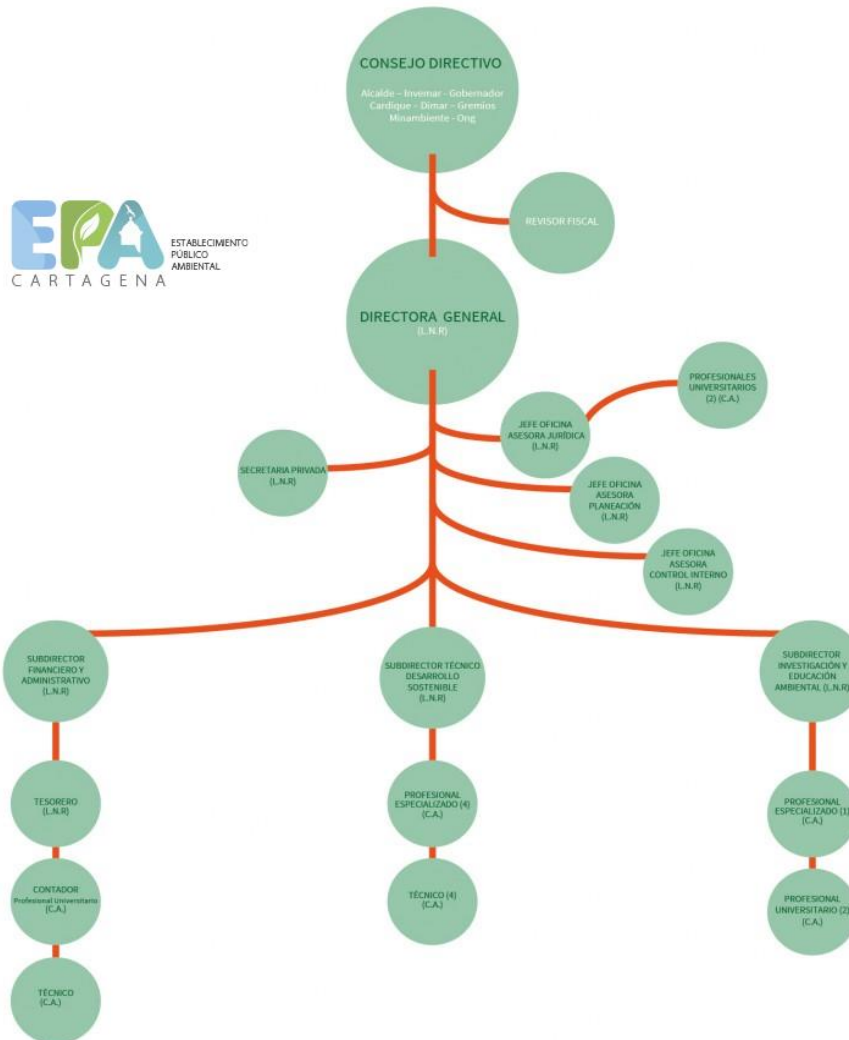 CONSEJO DIRECTIVO
Alcalde – Invemar - Gobernador
Cardique – Dimar – Gremios
Minambiente - Ong
REVISOR FISCAL
EPA
ESTABLECIMIENTO
PÚBLICO
AMBIENTAL
CARTAGENA
DIRECTORA GENERAL
(L.N.R)
PROFESIONALES
UNIVERSITARIOS
(2) (C.A.)
JEFE OFICINA
ASESORA JURÍDICA
(L.N.R)
SECRETARIA PRIVADA
(L.N.R)
JEFE OFICINA
ASESORA
PLANEACIÓN
(L.N.R)
JEFE OFICINA
ASESORA
CONTROL INTERNO
(L.N.R)
SUBDIRECTOR
FINANCIERO Y
ADMINISTRATIVO
(L.N.R)
TESORERO
(L.N.R)
CONTADOR
Profesional Universitario
(C.A.)
TÉCNICO
(C.A.)
SUBDIRECTOR TÉCNICO
DESARROLLO
SOSTENIBLE
(L.N.R)
PROFESIONAL
ESPECIALIZADO (4)
(C.A.)
TÉCNICO (4)
(C.A.)
SUBDIRECTOR
INVESTIGACIÓN Y
EDUCACIÓN
AMBIENTAL (L.N.R)
PROFESIONAL
ESPECIALIZADO (1)
(C.A.)
PROFESIONAL
UNIVERSITARIO (2)
(C.A.)